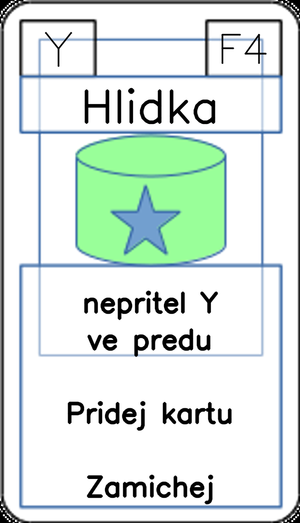 Y F4
Hlidka
nepritel Y
ve predu
Pridej kartu
Zamichej